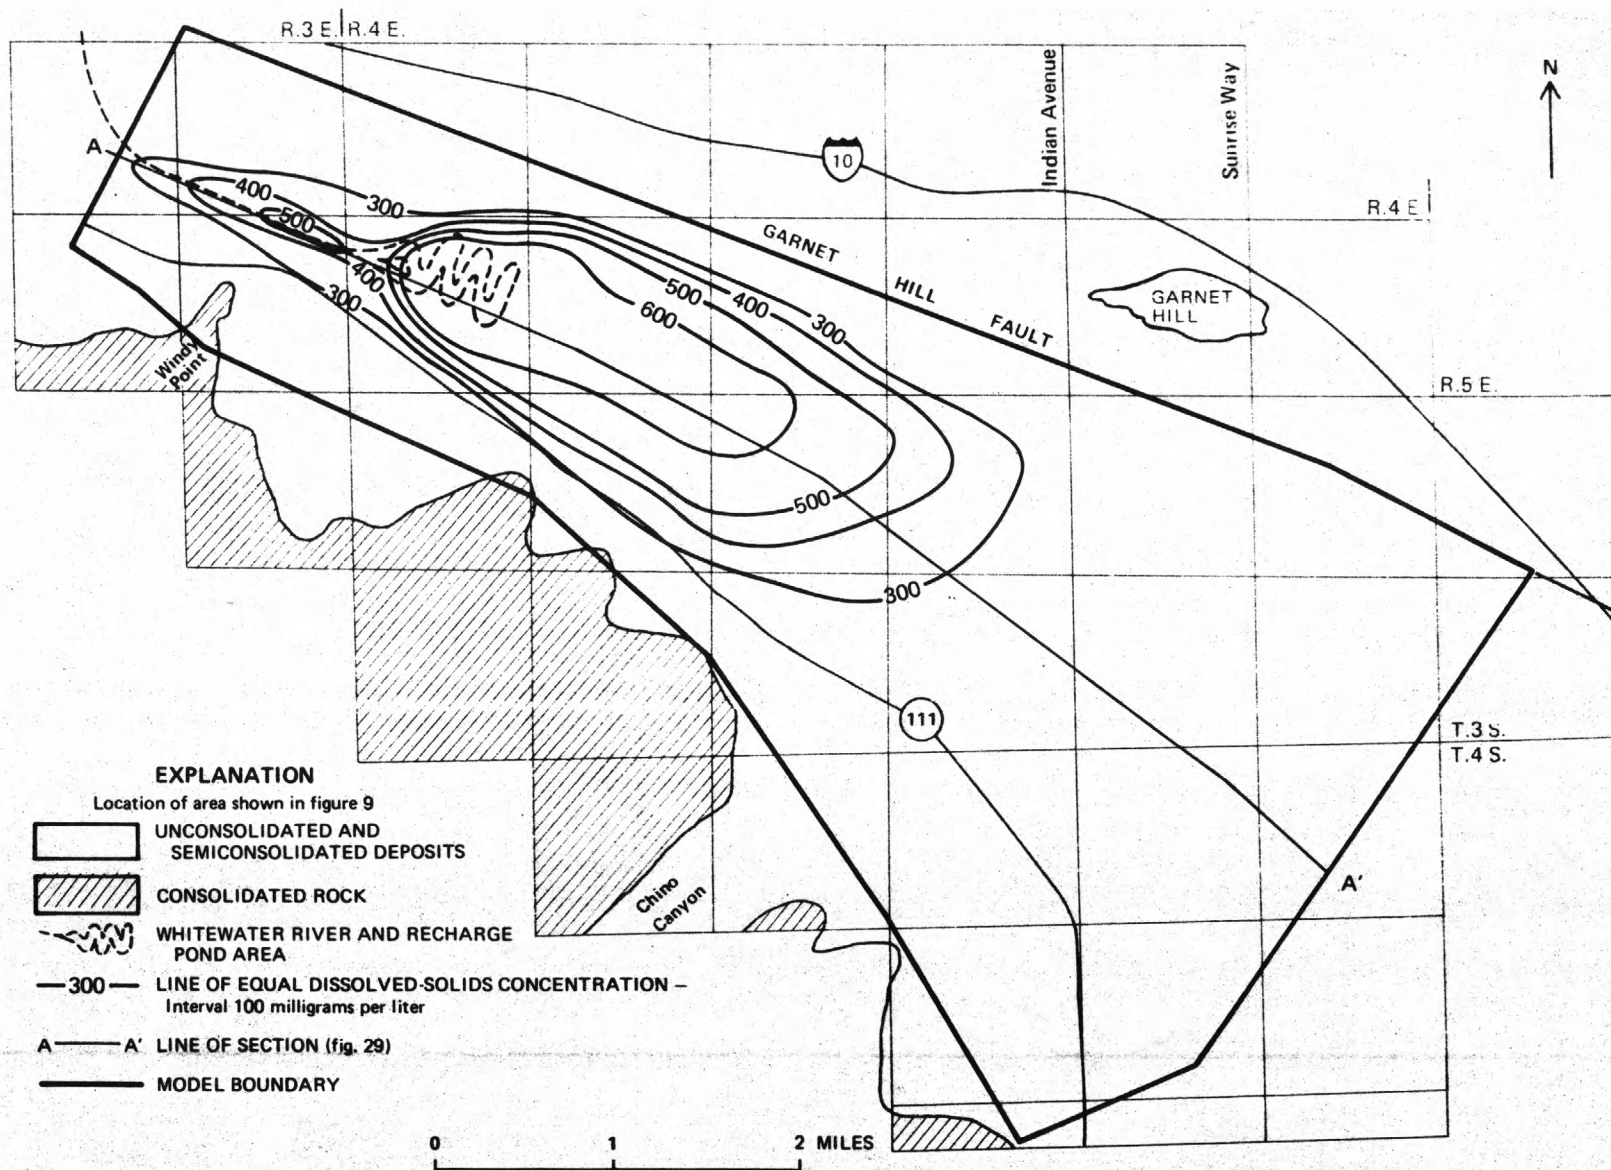 R.3 E. R.4 E.
Indian Avenue
Sunrise Way
N
10
A
R.4 E
400
300
500
GARNET
HILL
FAULT
GARNET
HILL
400
300
500
400
300
600
R.5 E.
Windy
Point
500
300
111
T.3 S.
T.4 S.
A'
Chino
Canyon
EXPLANATION
Location of area shown in figure 9
UNCONSOLIDATED AND
SEMICONSOLIDATED DEPOSITS
CONSOLIDATED ROCK
WHITEWATER RIVER AND RECHARGE
POND AREA
300 LINE OF EQUAL DISSOLVED-SOLIDS CONCENTRATION –
Interval 100 milligrams per liter
A A' LINE OF SECTION (fig. 29)
MODEL BOUNDARY
0 1 2 MILES